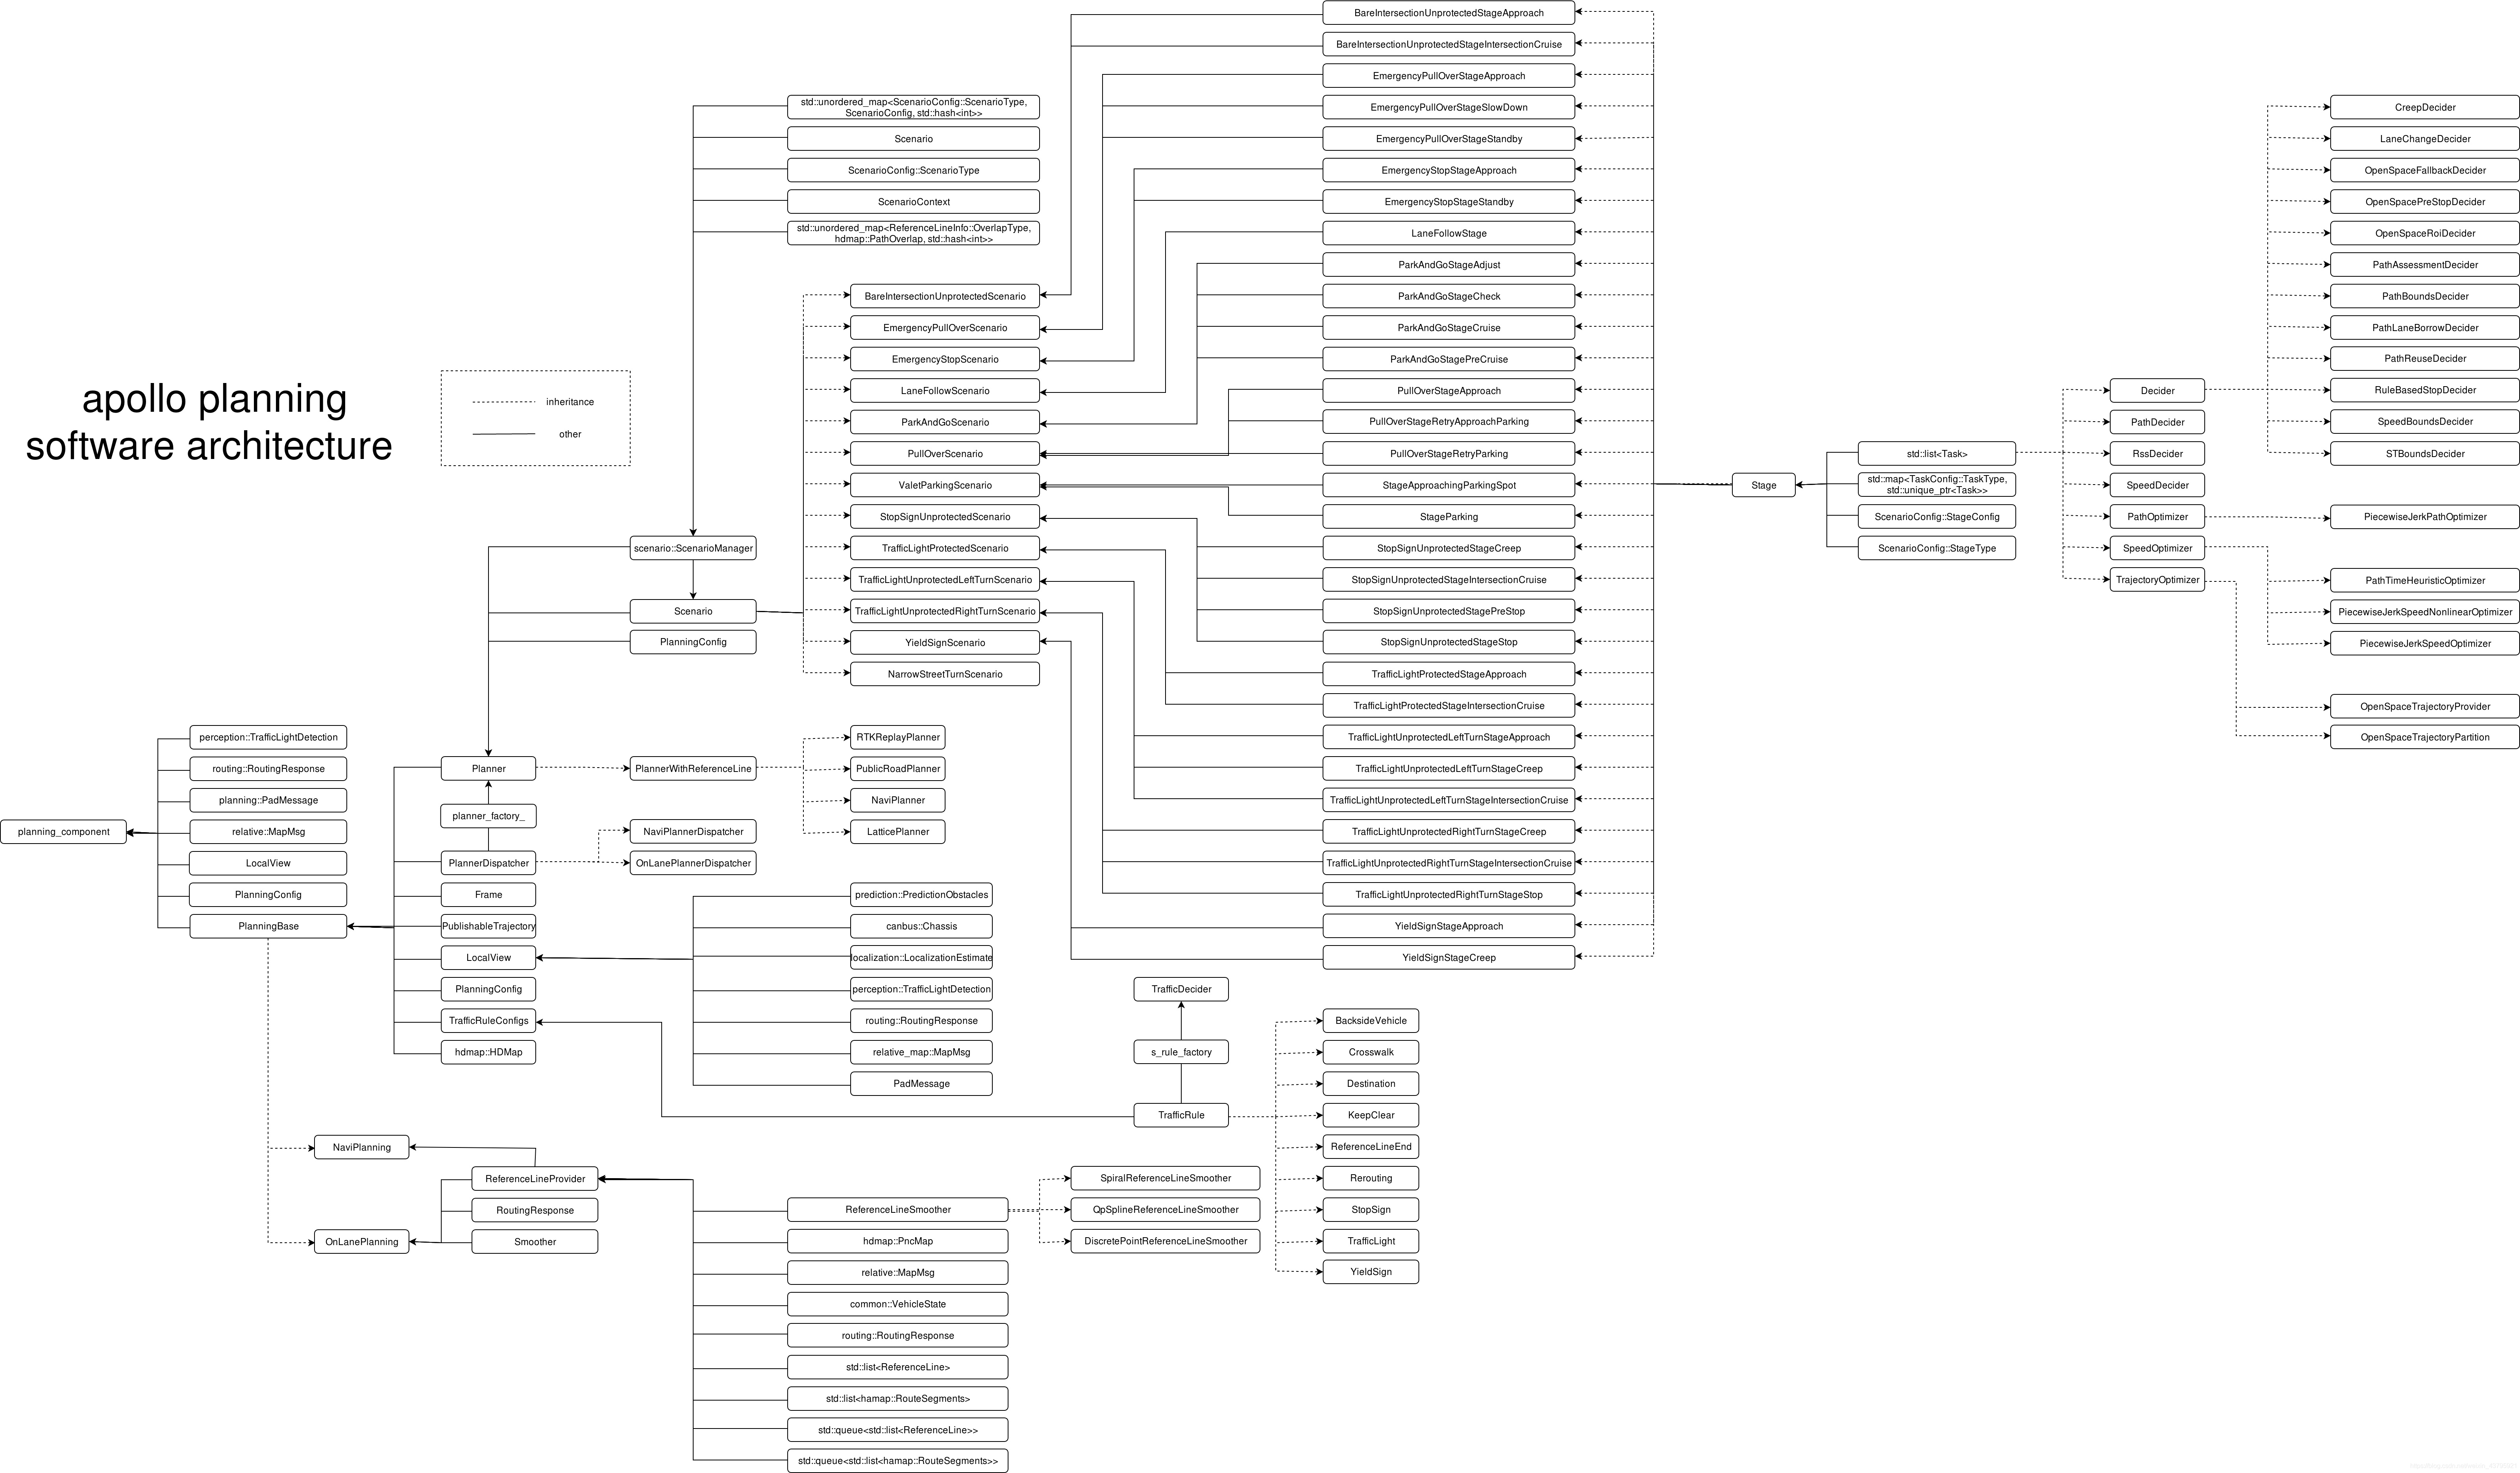 apollo planning
software architecture
inheritance
other
planning_component
perception::TrafficLightDetection
routing::RoutingResponse
planning::PadMessage
relative::MapMsg
LocalView
PlanningConfig
PlanningBase
NaviPlanning
OnLanePlanning
Planner
planner_factory_
PlannerDispatcher
Frame
PublishableTrajectory
LocalView
PlanningConfig
TrafficRuleConfigs
hdmap::HDMap
ReferenceLineProvider
RoutingResponse
Smoother
scenario::ScenarioManager
Scenario
PlanningConfig
PlannerWithReferenceLine
NaviPlannerDispatcher
OnLanePlannerDispatcher
std::unordered_map<ScenarioConfig::ScenarioType,
ScenarioConfig, std::hash<int>>
Scenario
ScenarioConfig::ScenarioType
ScenarioContext
std::unordered_map<ReferenceLineInfo::OverlapType,
hdmap::PathOverlap, std::hash<int>>
BareIntersectionUnprotectedScenario
EmergencyPullOverScenario
EmergencyStopScenario
LaneFollowScenario
ParkAndGoScenario
PullOverScenario
ValetParkingScenario
StopSignUnprotectedScenario
TrafficLightProtectedScenario
TrafficLightUnprotectedLeftTurnScenario
TrafficLightUnprotectedRightTurnScenario
YieldSignScenario
NarrowStreetTurnScenario
RTKReplayPlanner
PublicRoadPlanner
NaviPlanner
LatticePlanner
prediction::PredictionObstacles
canbus::Chassis
localization::LocalizationEstimate
perception::TrafficLightDetection
routing::RoutingResponse
relative_map::MapMsg
PadMessage
ReferenceLineSmoother
hdmap::PncMap
relative::MapMsg
common::VehicleState
routing::RoutingResponse
std::list<ReferenceLine>
std::list<hamap::RouteSegments>
std::queue<std::list<ReferenceLine>>
std::queue<std::list<hamap::RouteSegments>>
SpiralReferenceLineSmoother
QpSplineReferenceLineSmoother
DiscretePointReferenceLineSmoother
TrafficDecider
s_rule_factory
TrafficRule
BareIntersectionUnprotectedStageApproach
BareIntersectionUnprotectedStageIntersectionCruise
EmergencyPullOverStageApproach
EmergencyPullOverStageSlowDown
EmergencyPullOverStageStandby
EmergencyStopStageApproach
EmergencyStopStageStandby
LaneFollowStage
ParkAndGoStageAdjust
ParkAndGoStageCheck
ParkAndGoStageCruise
ParkAndGoStagePreCruise
PullOverStageApproach
PullOverStageRetryApproachParking
PullOverStageRetryParking
StageApproachingParkingSpot
StageParking
StopSignUnprotectedStageCreep
StopSignUnprotectedStageIntersectionCruise
StopSignUnprotectedStagePreStop
StopSignUnprotectedStageStop
TrafficLightProtectedStageApproach
TrafficLightProtectedStageIntersectionCruise
TrafficLightUnprotectedLeftTurnStageApproach
TrafficLightUnprotectedLeftTurnStageCreep
TrafficLightUnprotectedLeftTurnStageIntersectionCruise
TrafficLightUnprotectedRightTurnStageCreep
TrafficLightUnprotectedRightTurnStageIntersectionCruise
TrafficLightUnprotectedRightTurnStageStop
YieldSignStageApproach
YieldSignStageCreep
BacksideVehicle
Crosswalk
Destination
KeepClear
ReferenceLineEnd
Rerouting
StopSign
TrafficLight
YieldSign
Stage
std::list<Task>
std::map<TaskConfig::TaskType,
std::unique_ptr<Task>>
ScenarioConfig::StageConfig
ScenarioConfig::StageType
Decider
PathDecider
RssDecider
SpeedDecider
PathOptimizer
SpeedOptimizer
TrajectoryOptimizer
CreepDecider
LaneChangeDecider
OpenSpaceFallbackDecider
OpenSpacePreStopDecider
OpenSpaceRoiDecider
PathAssessmentDecider
PathBoundsDecider
PathLaneBorrowDecider
PathReuseDecider
RuleBasedStopDecider
SpeedBoundsDecider
STBoundsDecider
PiecewiseJerkPathOptimizer
PathTimeHeuristicOptimizer
PiecewiseJerkSpeedNonlinearOptimizer
PiecewiseJerkSpeedOptimizer
OpenSpaceTrajectoryProvider
OpenSpaceTrajectoryPartition